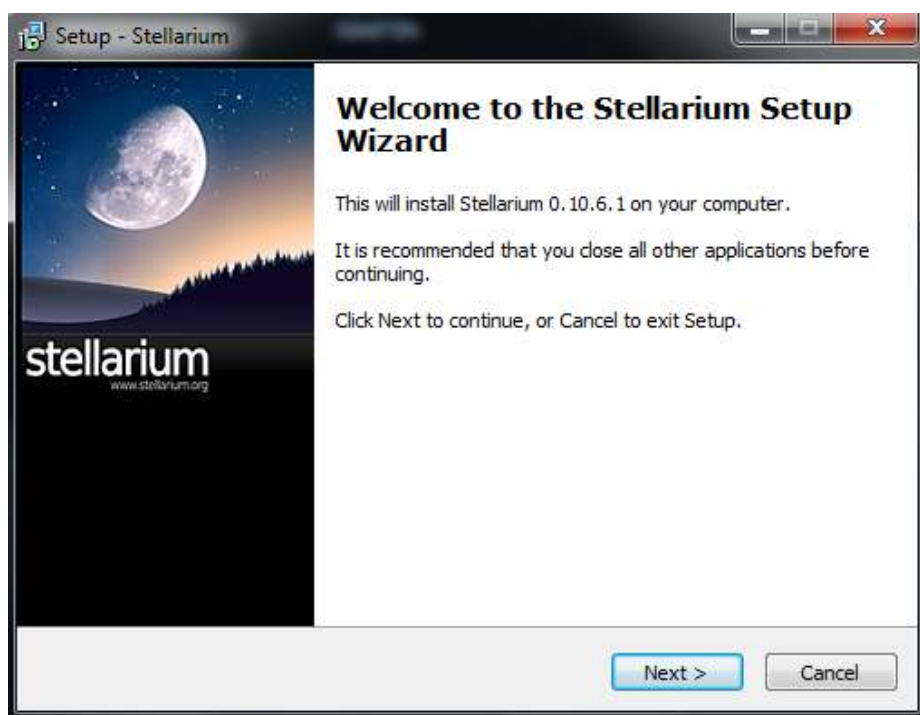 Setup - Stellarium
Welcome to the Stellarium Setup
Wizard
This will install Stellarium 0.10.6.1 on your computer.
It is recommended that you close all other applications before
continuing.
Click Next to continue, or Cancel to exit Setup.
stellarium
www.stellarium.org
Next >
Cancel